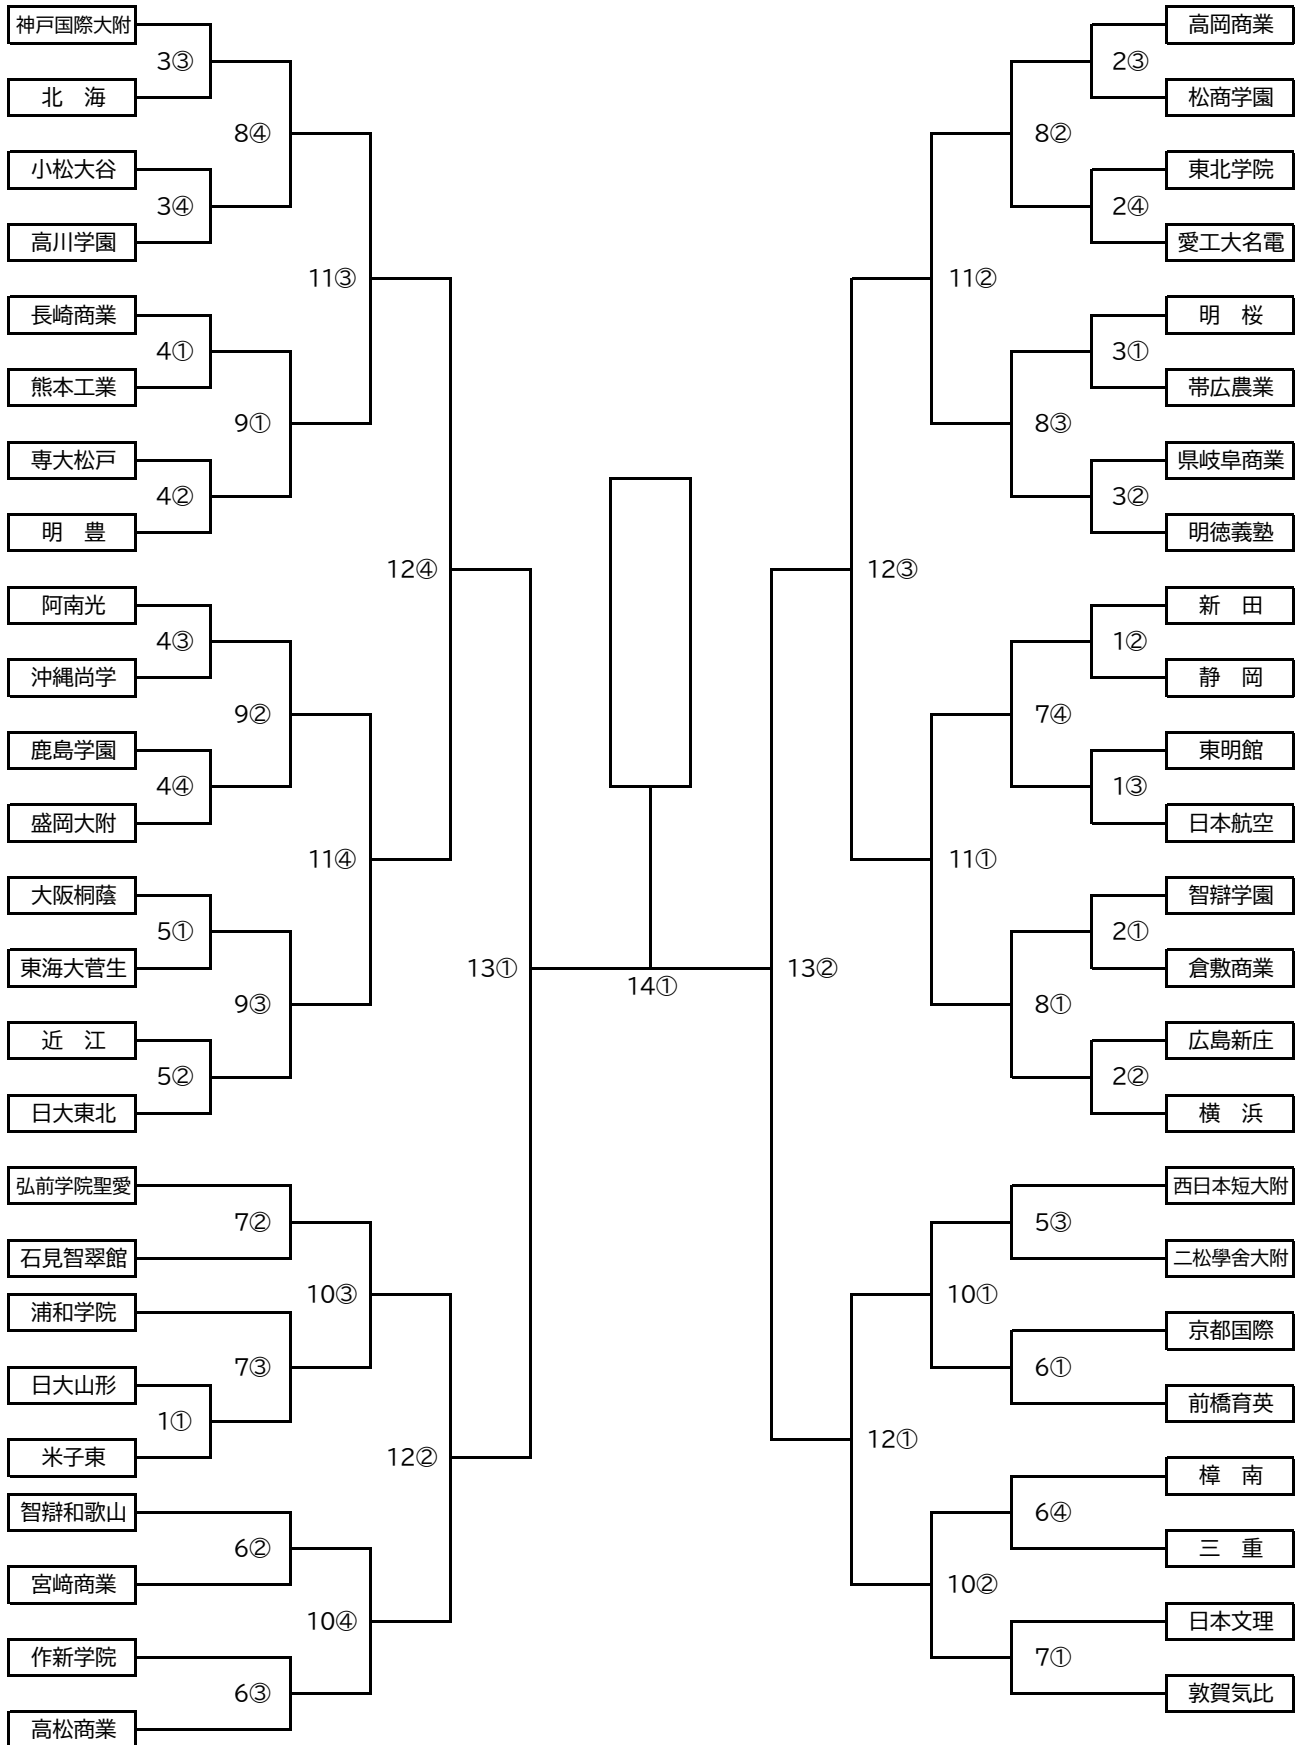 神戸国際大附
3③
北　海
8④
小松大谷
3④
高川学園
11③
長崎商業
4①
熊本工業
9①
専大松戸
4②
明　豊
12④
阿南光
4③
沖縄尚学
9②
鹿島学園
4④
盛岡大附
11④
大阪桐蔭
5①
東海大菅生
9③
近　江
5②
日大東北
13①
弘前学院聖愛
7②
石見智翠館
10③
浦和学院
7③
日大山形
1①
米子東
12②
智辯和歌山
6②
宮﨑商業
10④
作新学院
6③
高松商業
14①
高岡商業
2③
松商学園
8②
東北学院
2④
愛工大名電
11②
明　桜
3①
帯広農業
8③
県岐阜商業
3②
明徳義塾
12③
新　田
1②
静　岡
7④
東明館
1③
日本航空
11①
智辯学園
2①
倉敷商業
8①
広島新庄
2②
横　浜
13②
西日本短大附
5③
二松學舍大附
10①
京都国際
6①
前橋育英
12①
樟　南
6④
三　重
10②
日本文理
7①
敦賀気比